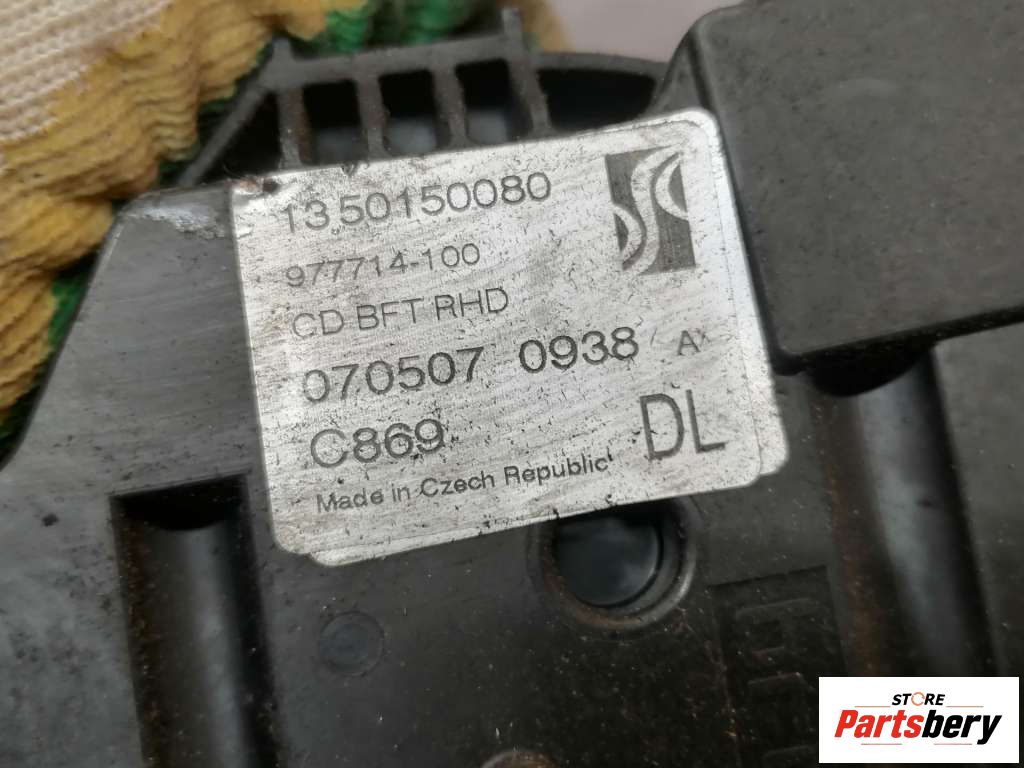 1350150080
977714-100
CD BFT RHD
070507 0938 A
C869 DL
Made in Czech Republic
STORE
Partsbery